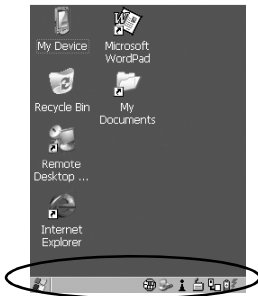 My Device
Microsoft
WordPad
Recycle Bin
My
Documents
Remote
Desktop ...
Internet
Explorer